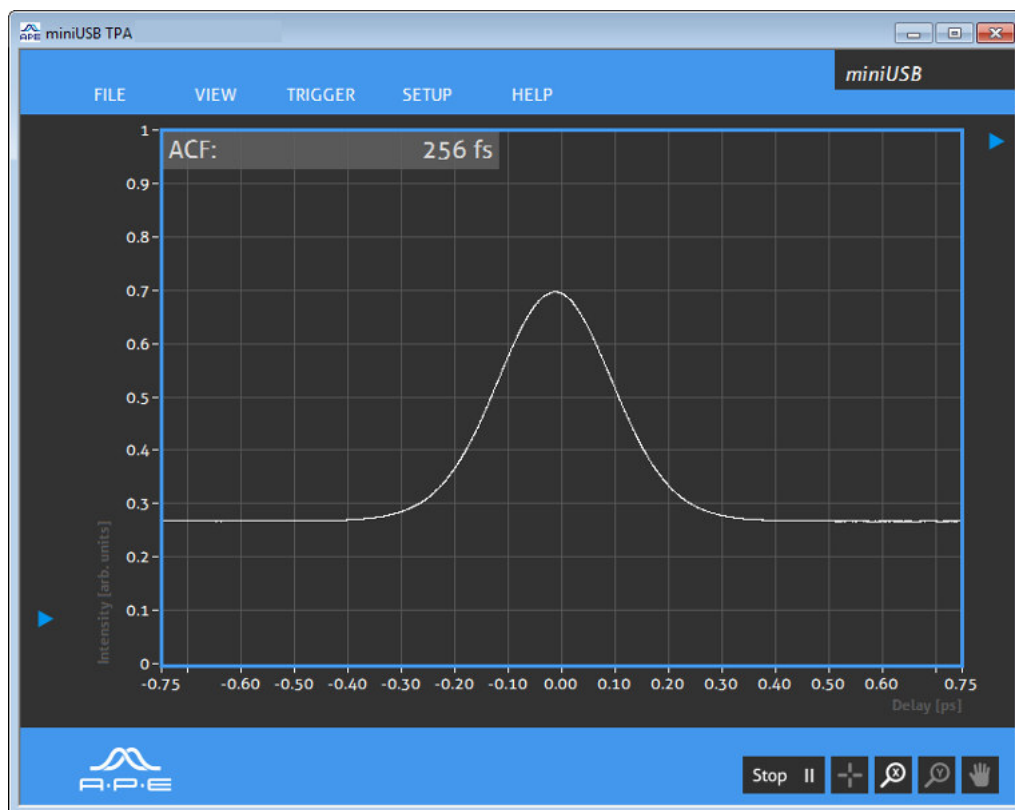 APE miniUSB TPA
miniUSB
FILE VIEW TRIGGER SETUP HELP
ACF: 256 fs
1
0.9
0.8
0.7
0.6
0.5
0.4
0.3
0.2
0.1
0
Intensity [arb. units]
-0.75 -0.60 -0.50 -0.40 -0.30 -0.20 -0.10 0.00 0.10 0.20 0.30 0.40 0.50 0.60 0.75
Delay [ps]
A·P·E
Stop X Y